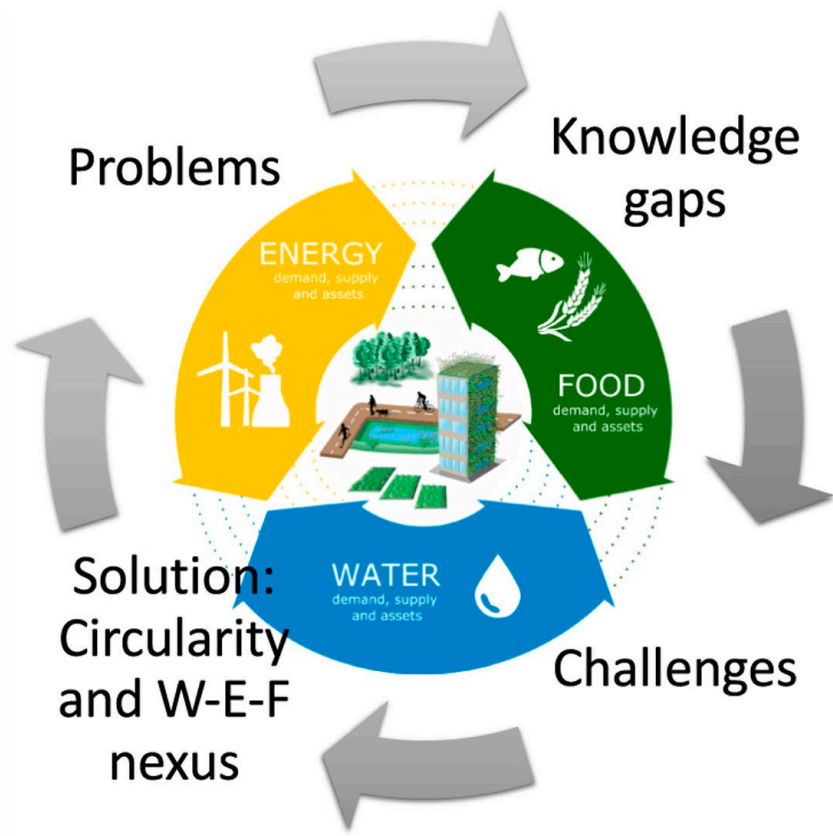 Problems
Knowledge
gaps
ENERGY
demand, supply
and assets
FOOD
demand, supply
and assets
WATER
demand, supply
and assets
Solution:
Circularity
and W-E-F
nexus
Challenges